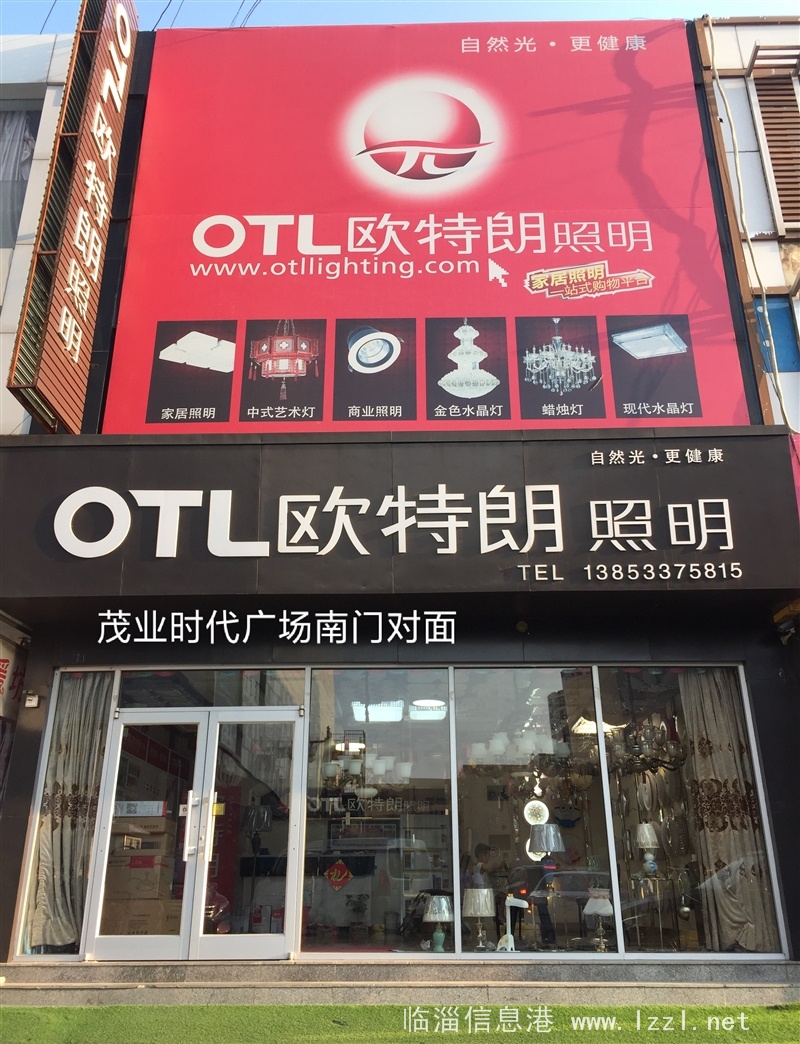 OTL欧特朗照明
自然光·更健康
元
OTL欧特朗照明
www.otllighting.com
家居照明
一站式购物平台
家居照明
中式艺术灯
商业照明
金色水晶灯
蜡烛灯
现代水晶灯
自然光·更健康
OTL欧特朗照明
TEL 13853375815
茂业时代广场南门对面
OTL欧特朗照明
临淄信息港 www.lzzl.net